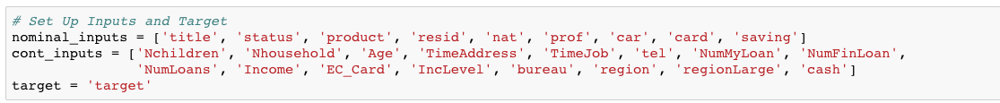 # Set Up Inputs and Target
nominal_inputs = ['title', 'status', 'product', 'resid', 'nat', 'prof', 'car', 'card', 'saving']
cont_inputs = ['Nchildren', 'Nhousehold', 'Age', 'TimeAddress', 'TimeJob', 'tel', 'NumMyLoan', 'NumFinLoan',
'NumLoans', 'Income', 'EC_Card', 'IncLevel', 'bureau', 'region', 'regionLarge', 'cash']
target = 'target'